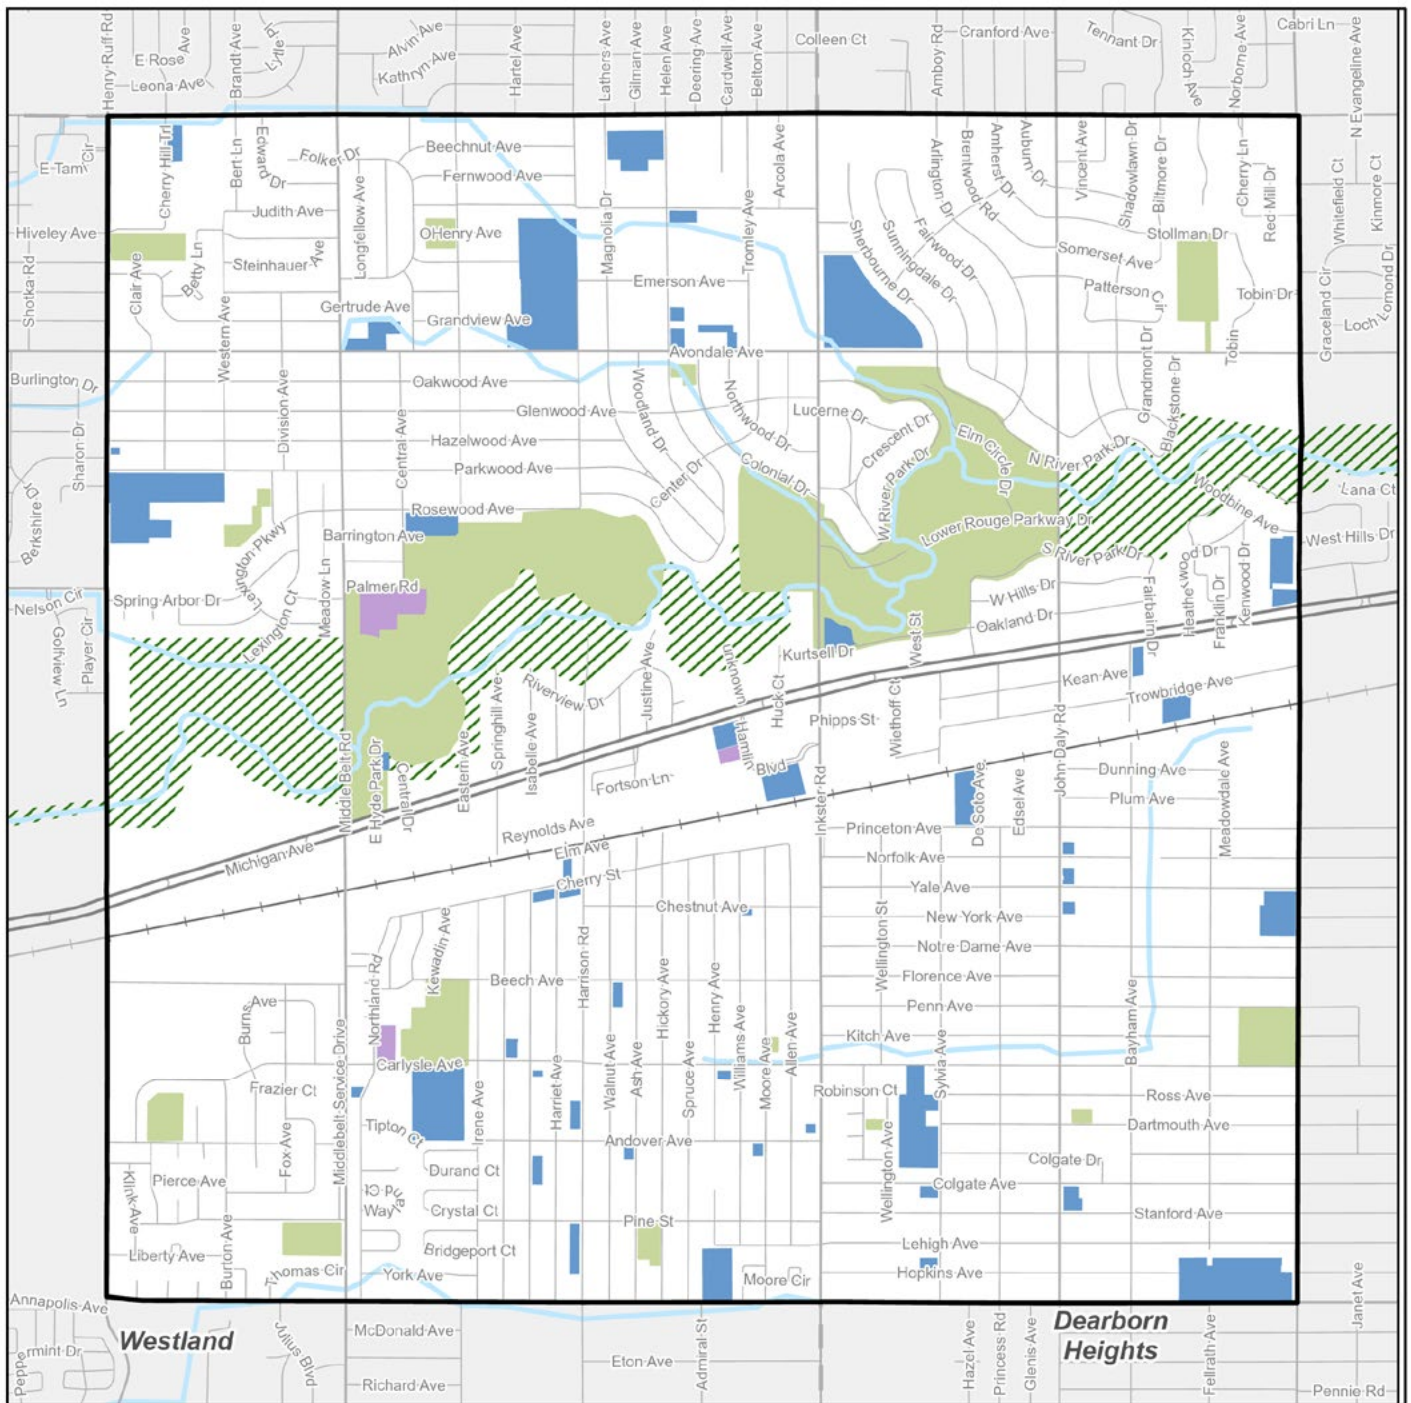 Henry Ruff Rd
E Rose Ave
Leona Ave
Brandt Ave
Lytle Pl
Alvin Ave
Kathryn Ave
Hartel Ave
Lathers Ave
Gilman Ave
Helen Ave
Deering Ave
Cardwell Ave
Belton Ave
Colleen Ct
Amboy Rd
Cranford Ave
Tennant Dr
Kinloch Ave
Norborne Ave
Cabri Ln
N Evangeline Ave
E Tam Cir
Cherry Hill Trl
Bert Ln
Edward Dr
Folker Dr
Beechnut Ave
Fernwood Ave
Longfellow Ave
Judith Ave
Hiveley Ave
OHenry Ave
Magnolia Dr
Arcola Ave
Tromley Ave
Arlington Dr
Brentwood Rd
Amherst Dr
Auburn Dr
Vincent Ave
Shadowlawn Dr
Biltmore Dr
Cherry Ln
Red Mill Dr
Whitefield Ct
Kinmore Ct
Sherbourne Dr
Sunningdale Dr
Fairwood Dr
Stollman Dr
Somerset Ave
Patterson Cir
Tobin Dr
Tobin
Graceland Cir
Loch Lomond Dr
Shotka Rd
Clair Ave
Betty Ln
Steinhauer Ave
Western Ave
Gertrude Ave
Grandview Ave
Emerson Ave
Avondale Ave
Burlington Dr
Oakwood Ave
Division Ave
Central Ave
Glenwood Ave
Woodland Dr
Northwood Dr
Lucerne Dr
Crescent Dr
Grandmont Dr
Blackstone Dr
Sharon Dr
Hazelwood Ave
Parkwood Ave
Center Dr
Colonial Dr
W River Park Dr
Elm Circle Dr
N River Park Dr
Woodbine Ave
Lana Ct
Berkshire Dr
Rosewood Ave
Barrington Ave
Lexington Pkwy
Lower Rouge Parkway Dr
S River Park Dr
West Hills Dr
Nelson Cir
Spring Arbor Dr
Lexington Ct
Meadow Ln
Palmer Rd
W Hills Dr
Oakland Dr
Fairbairn Dr
Heatherwood Dr
Franklin Dr
Kenwood Dr
Golfview Ln
Player Cir
Kurtsell Dr
West St
unknown
Hamlin Blvd
Huck Ct
Justine Ave
Riverview Dr
Kean Ave
Trowbridge Ave
Middle Belt Rd
E Hyde Park Dr
Central Dr
Eastern Ave
Springhill Ave
Isabelle Ave
Fortson Ln
Phipps St
Wiethoff Ct
Inkster Rd
John Daly Rd
Dunning Ave
Plum Ave
Meadowdale Ave
De Soto Ave
Edsel Ave
Michigan Ave
Reynolds Ave
Elm Ave
Cherry St
Princeton Ave
Norfolk Ave
Yale Ave
Chestnut Ave
New York Ave
Notre Dame Ave
Wellington St
Northland Rd
Kewadin Ave
Beech Ave
Harrison Rd
Hickory Ave
Henry Ave
Florence Ave
Penn Ave
Bayham Ave
Burns Ave
Middlebelt Service Drive
Carlysle Ave
Kitch Ave
Frazier Ct
Irene Ave
Harriet Ave
Walnut Ave
Ash Ave
Spruce Ave
Williams Ave
Moore Ave
Allen Ave
Robinson Ct
Sylvia Ave
Ross Ave
Dartmouth Ave
Tipton Ct
Andover Ave
Fox Ave
Wellington Ave
Colgate Dr
Klink Ave
Pierce Ave
Durand Ct
Colgate Ave
Way
Crystal Ct
Pine St
Stanford Ave
Liberty Ave
Burton Ave
Bridgeport Ct
Lehigh Ave
Thomas Cir
York Ave
Moore Cir
Hopkins Ave
Annapolis Ave
Westland
Peppermint Dr
Julius Blvd
McDonald Ave
Eton Ave
Richard Ave
Admiral St
Hazel Ave
Princess Rd
Glenis Ave
Dearborn
Heights
Fellrath Ave
Janet Ave
Pennie Rd